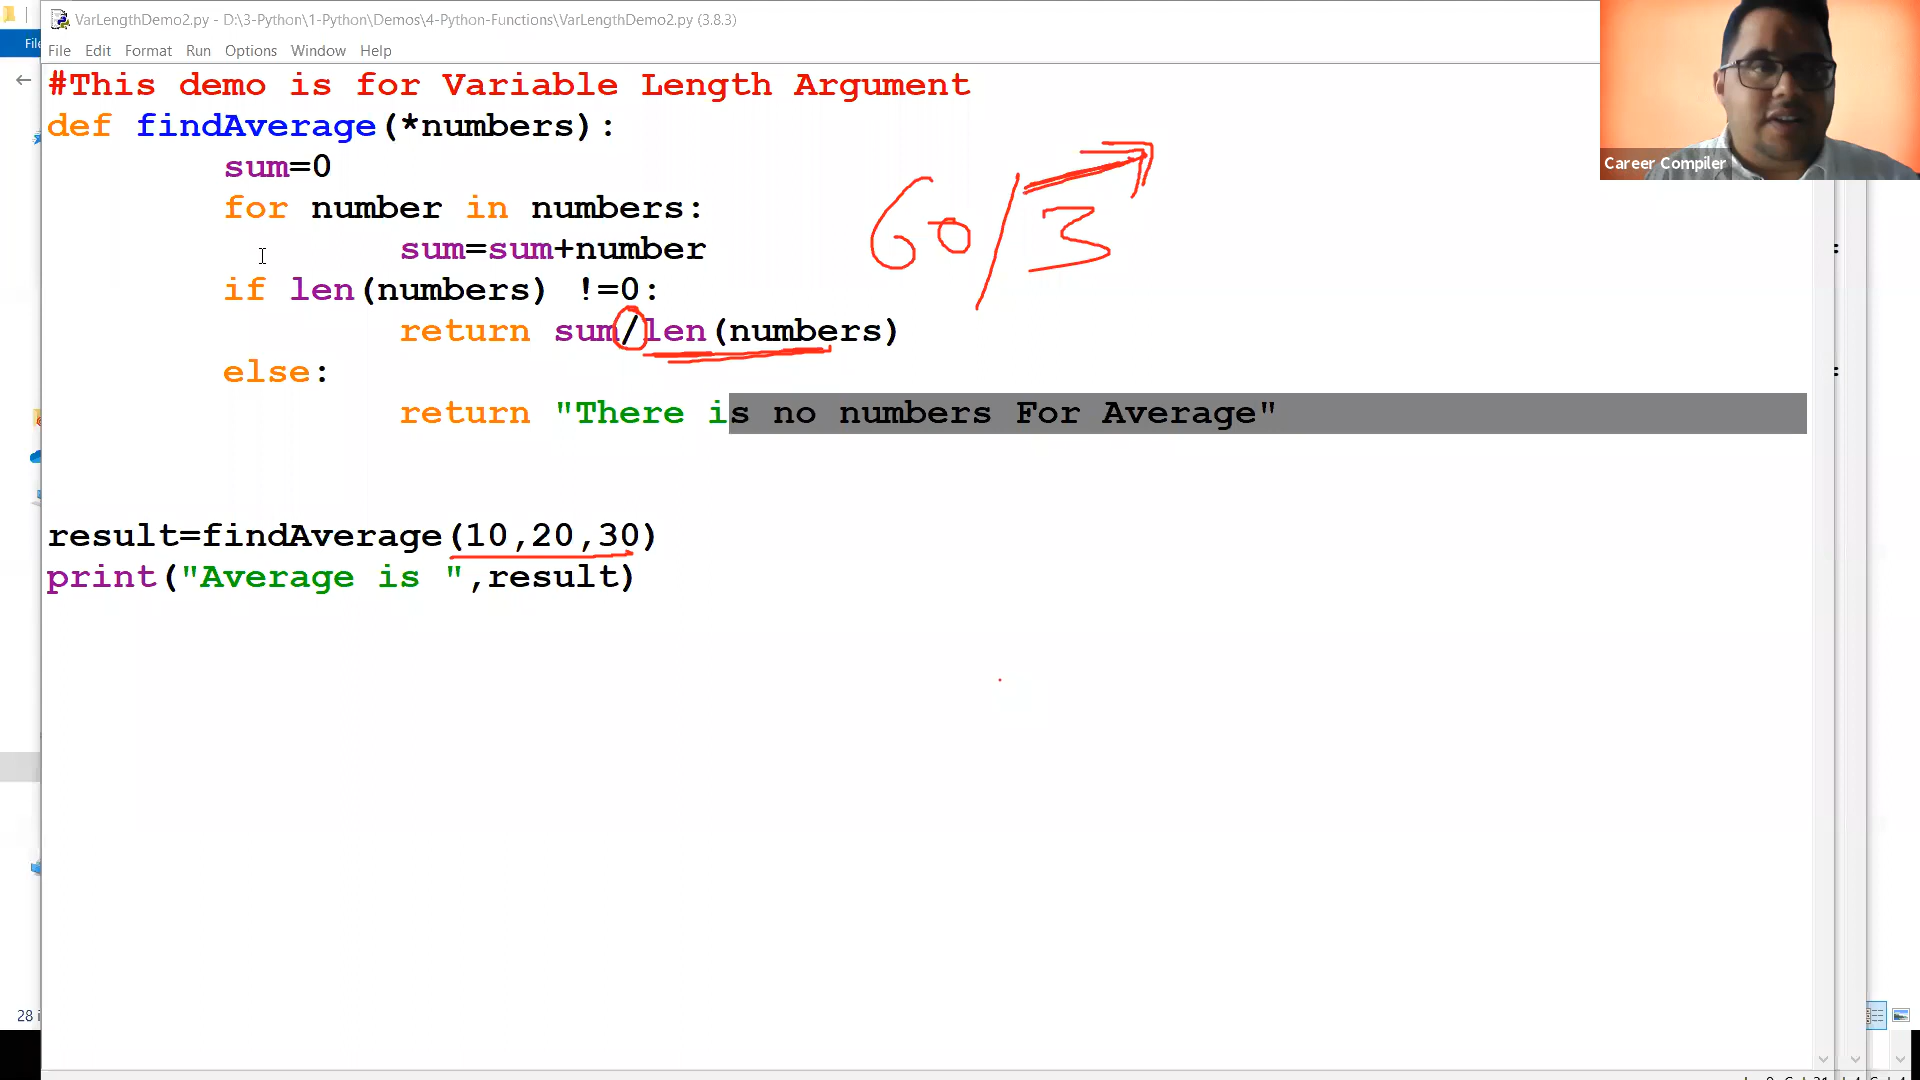 VarLengthDemo2.py - D:\3-Python\1-Python\Demos\4-Python-Functions\VarLengthDemo2.py (3.8.3)
File
File Edit Format Run Options Window Help
#This demo is for Variable Length Argument
def findAverage(*numbers):
sum=0
for number in numbers:
sum=sum+number
if len(numbers) !=0:
return sum/len(numbers)
else:
return "There is no numbers For Average"
result=findAverage(10,20,30)
print("Average is ",result)
60/3
Career Compiler
28 i